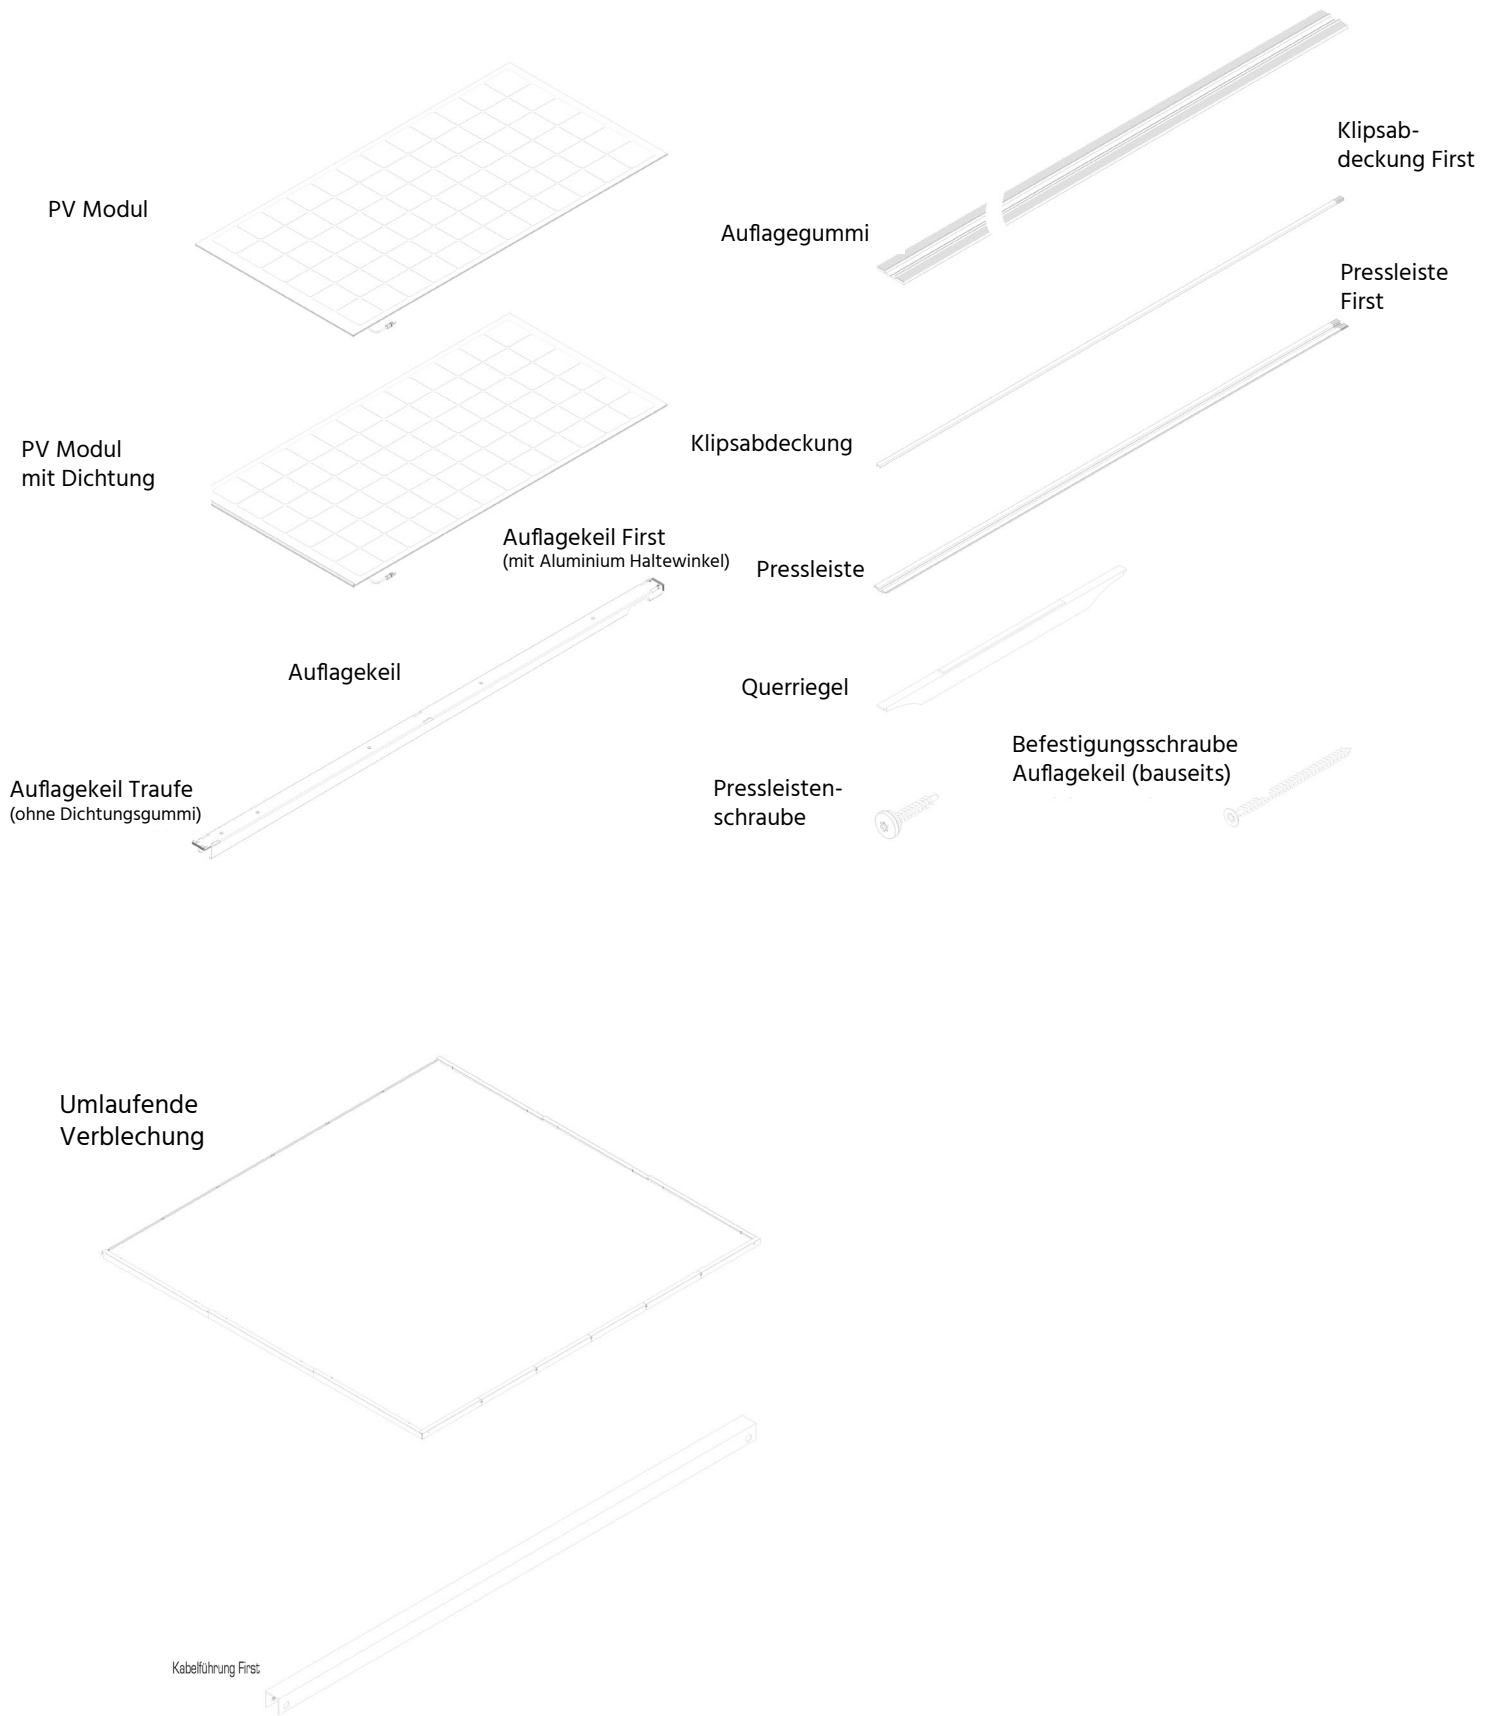 PV Modul
Auflagegummi
Klipsab-
deckung First
Pressleiste
First
PV Modul
mit Dichtung
Klipsabdeckung
Auflagekeil First
(mit Aluminium Haltewinkel)
Pressleiste
Auflagekeil
Querriegel
Auflagekeil Traufe
(ohne Dichtungsgummi)
Pressleisten-
schraube
Befestigungsschraube
Auflagekeil (bauseits)
Umlaufende
Verblechung
Kabelführung First